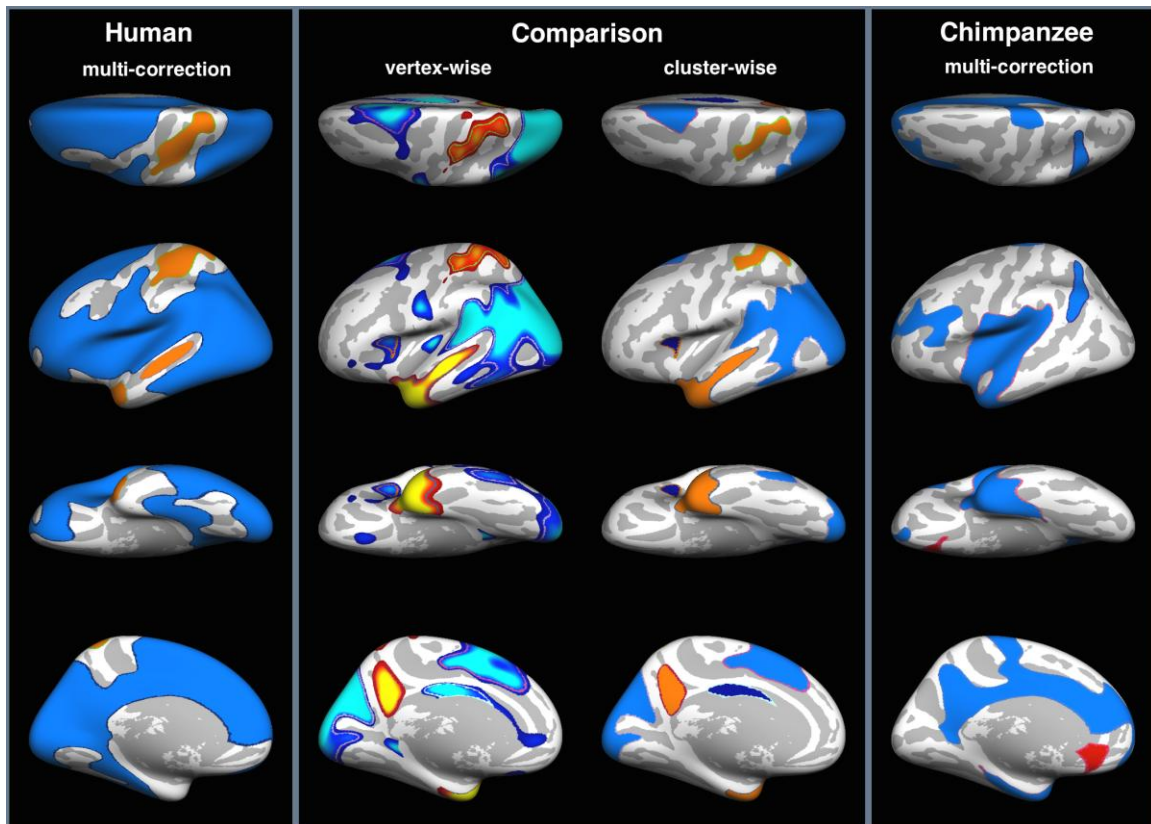 Human
multi-correction
Comparison
vertex-wise
cluster-wise
Chimpanzee
multi-correction